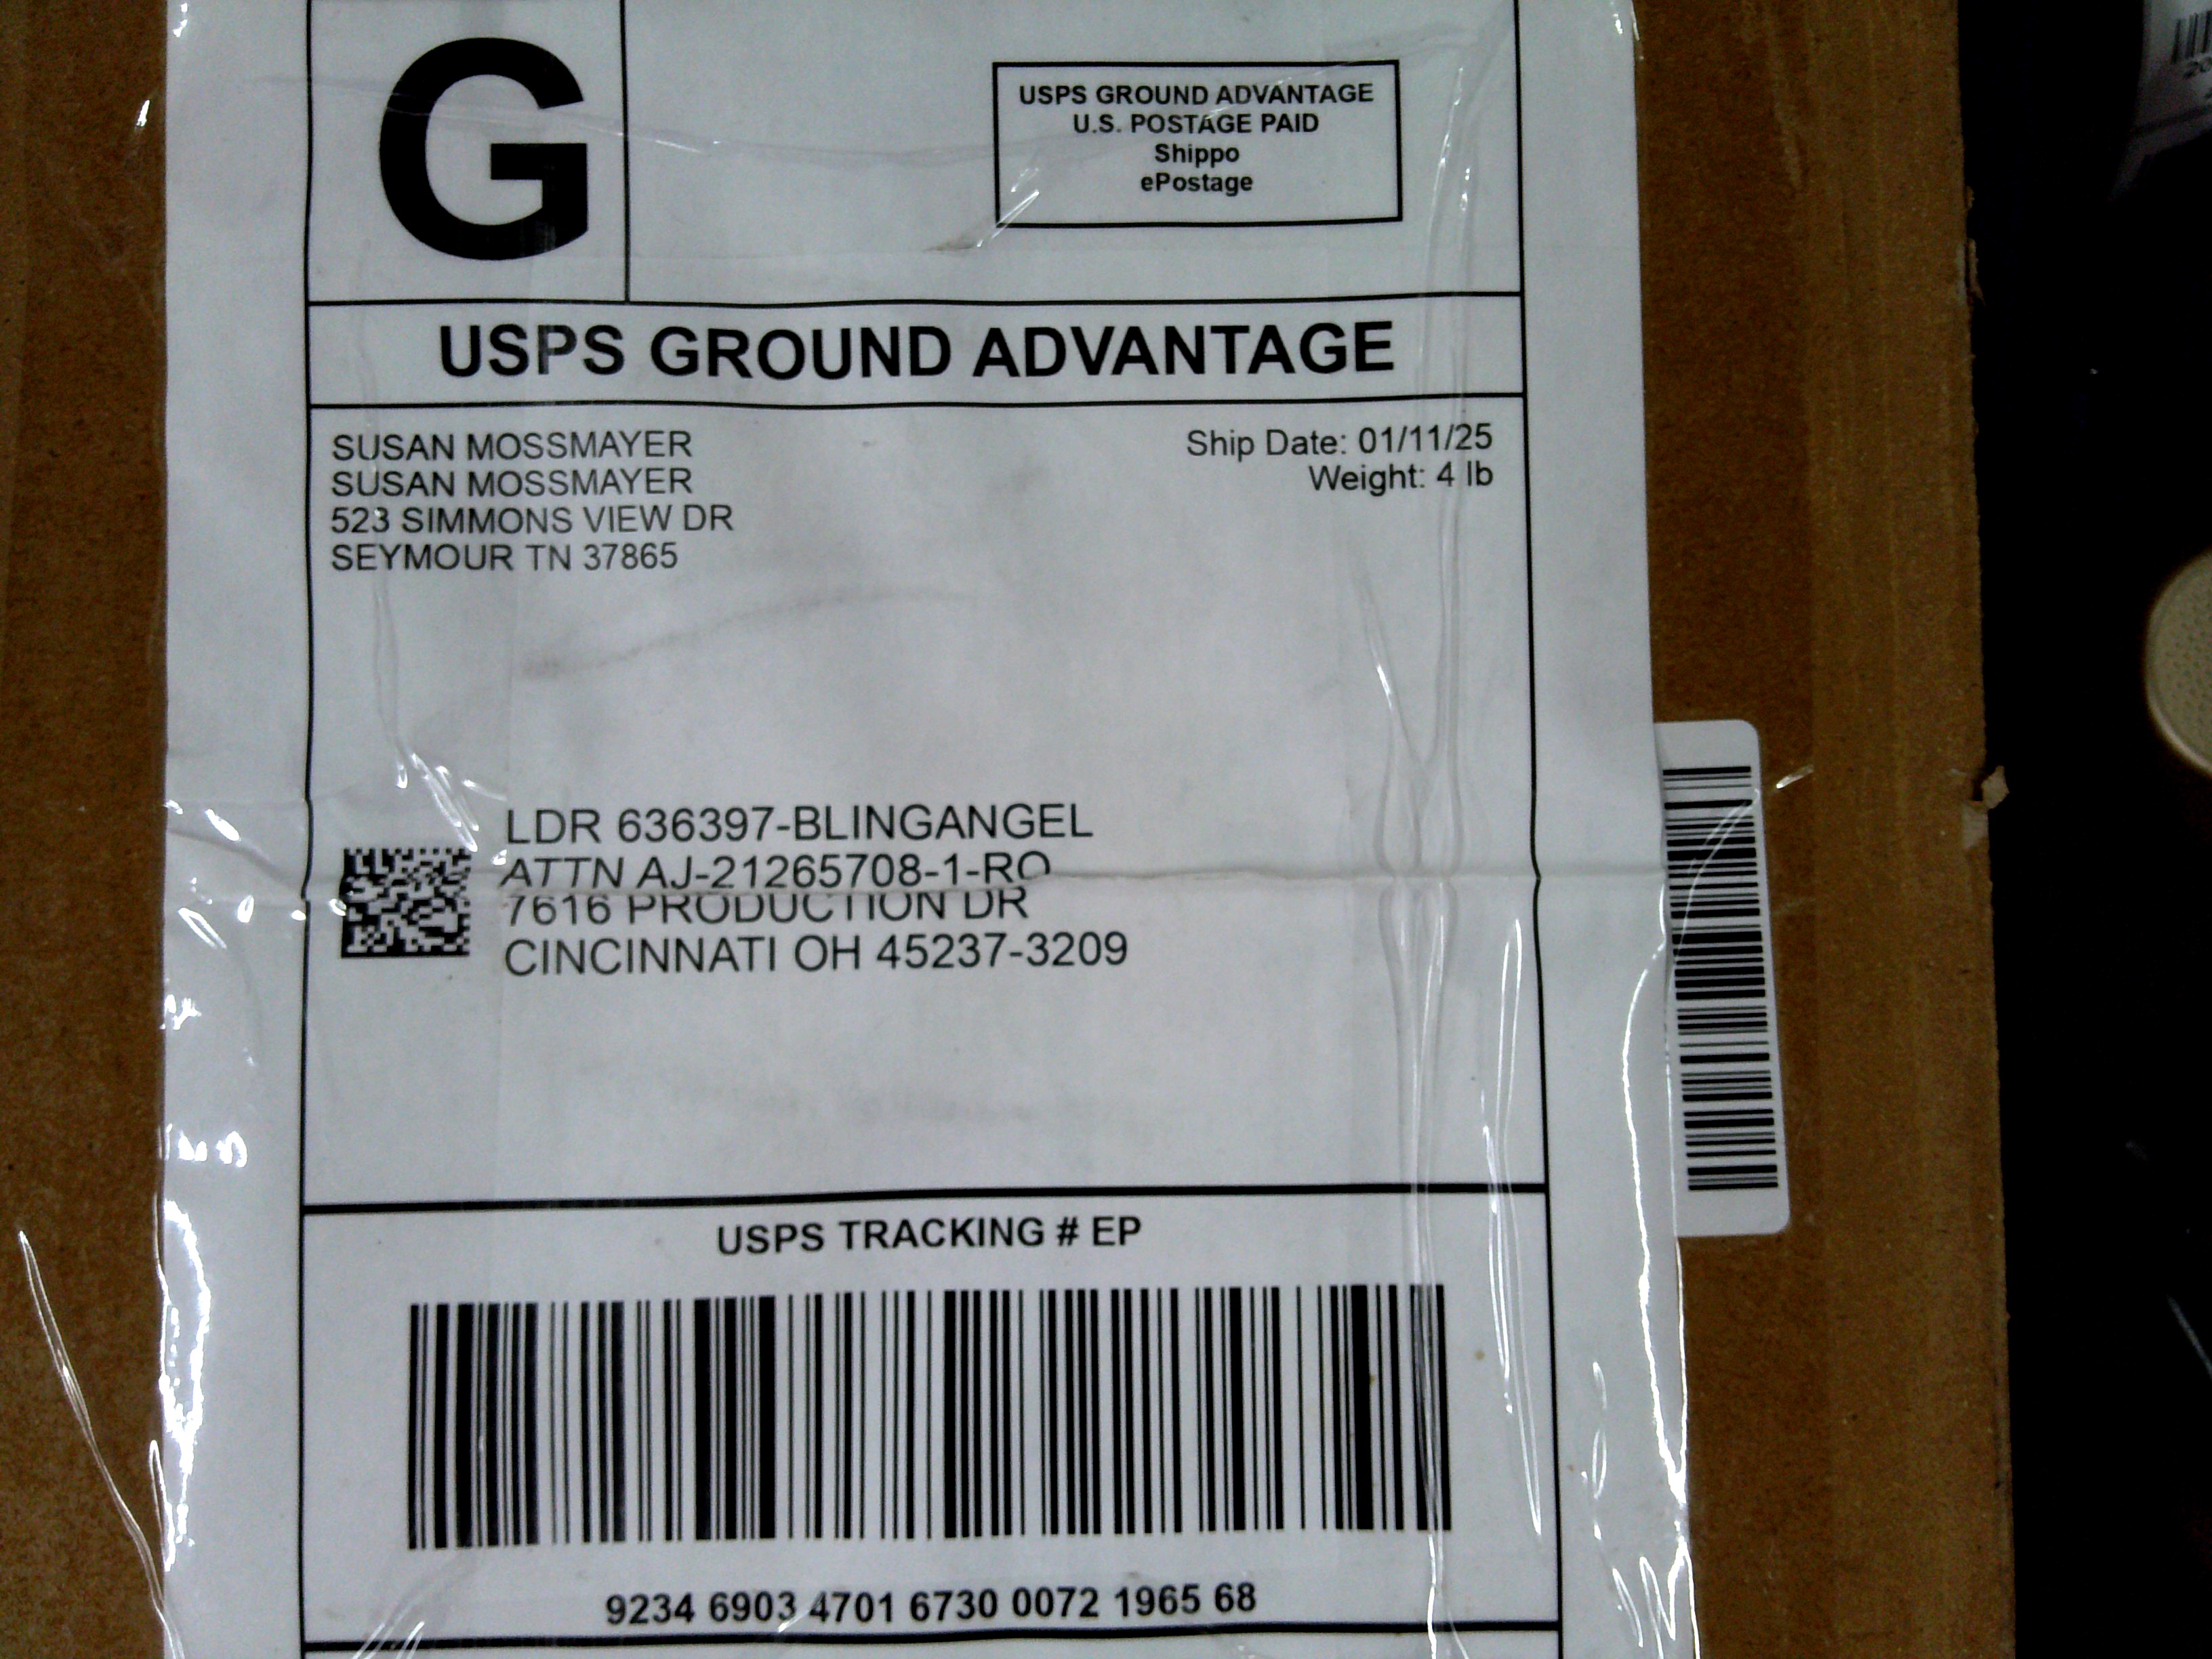 G
USPS GROUND ADVANTAGE
U.S. POSTAGE PAID
Shippo
ePostage
USPS GROUND ADVANTAGE
SUSAN MOSSMAYER
SUSAN MOSSMAYER
523 SIMMONS VIEW DR
SEYMOUR TN 37865
Ship Date: 01/11/25
Weight: 4 lb
LDR 636397-BLINGANGEL
ATTN AJ-21265708-1-RO
7616 PRODUCTION DR
CINCINNATI OH 45237-3209
USPS TRACKING # EP
9234 6903 4701 6730 0072 1965 68